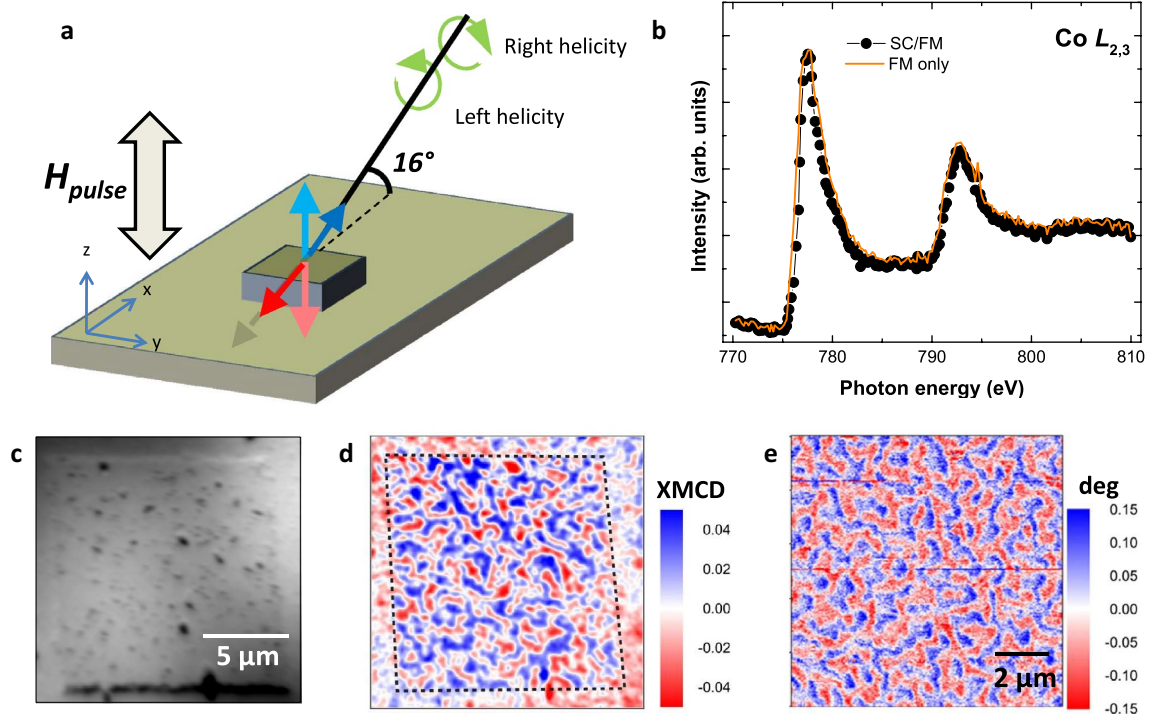 a
Right helicity
Left helicity
H_pulse
16°
z
x
y
b
SC/FM
FM only
Co L_2,3
Intensity (arb. units)
770 780 790 800 810
Photon energy (eV)
c
5 µm
d
XMCD
0.04
0.02
0.00
-0.02
-0.04
e
deg
0.15
0.10
0.05
0.00
-0.05
-0.10
-0.15
2 µm